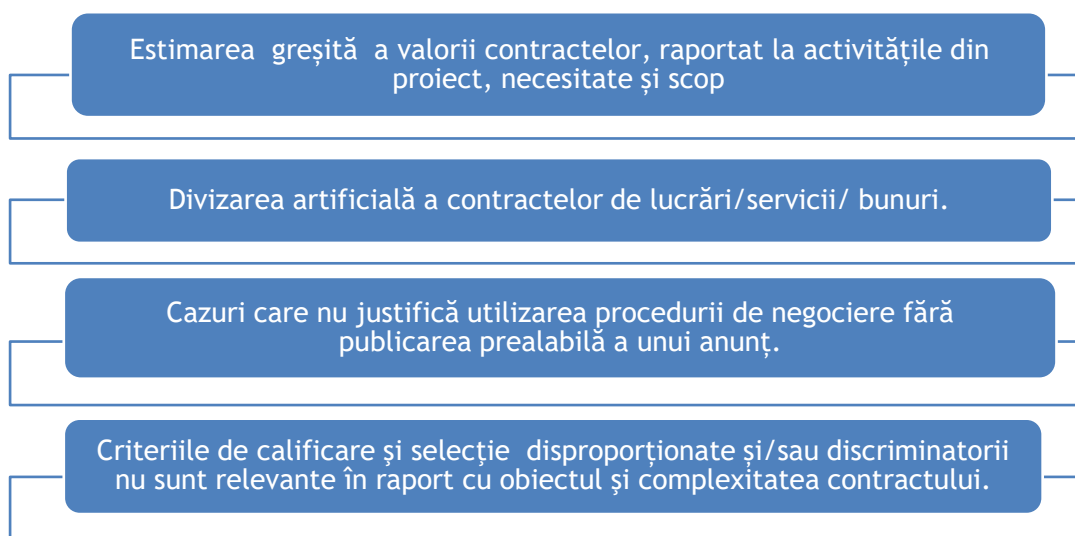 Estimarea greșită a valorii contractelor, raportat la activitățile din
proiect, necesitate și scop
Divizarea artificială a contractelor de lucrări/servicii/ bunuri.
Cazuri care nu justifică utilizarea procedurii de negociere fără
publicarea prealabilă a unui anunț.
Criteriile de calificare şi selecţie disproporționate și/sau discriminatorii
nu sunt relevante în raport cu obiectul şi complexitatea contractului.